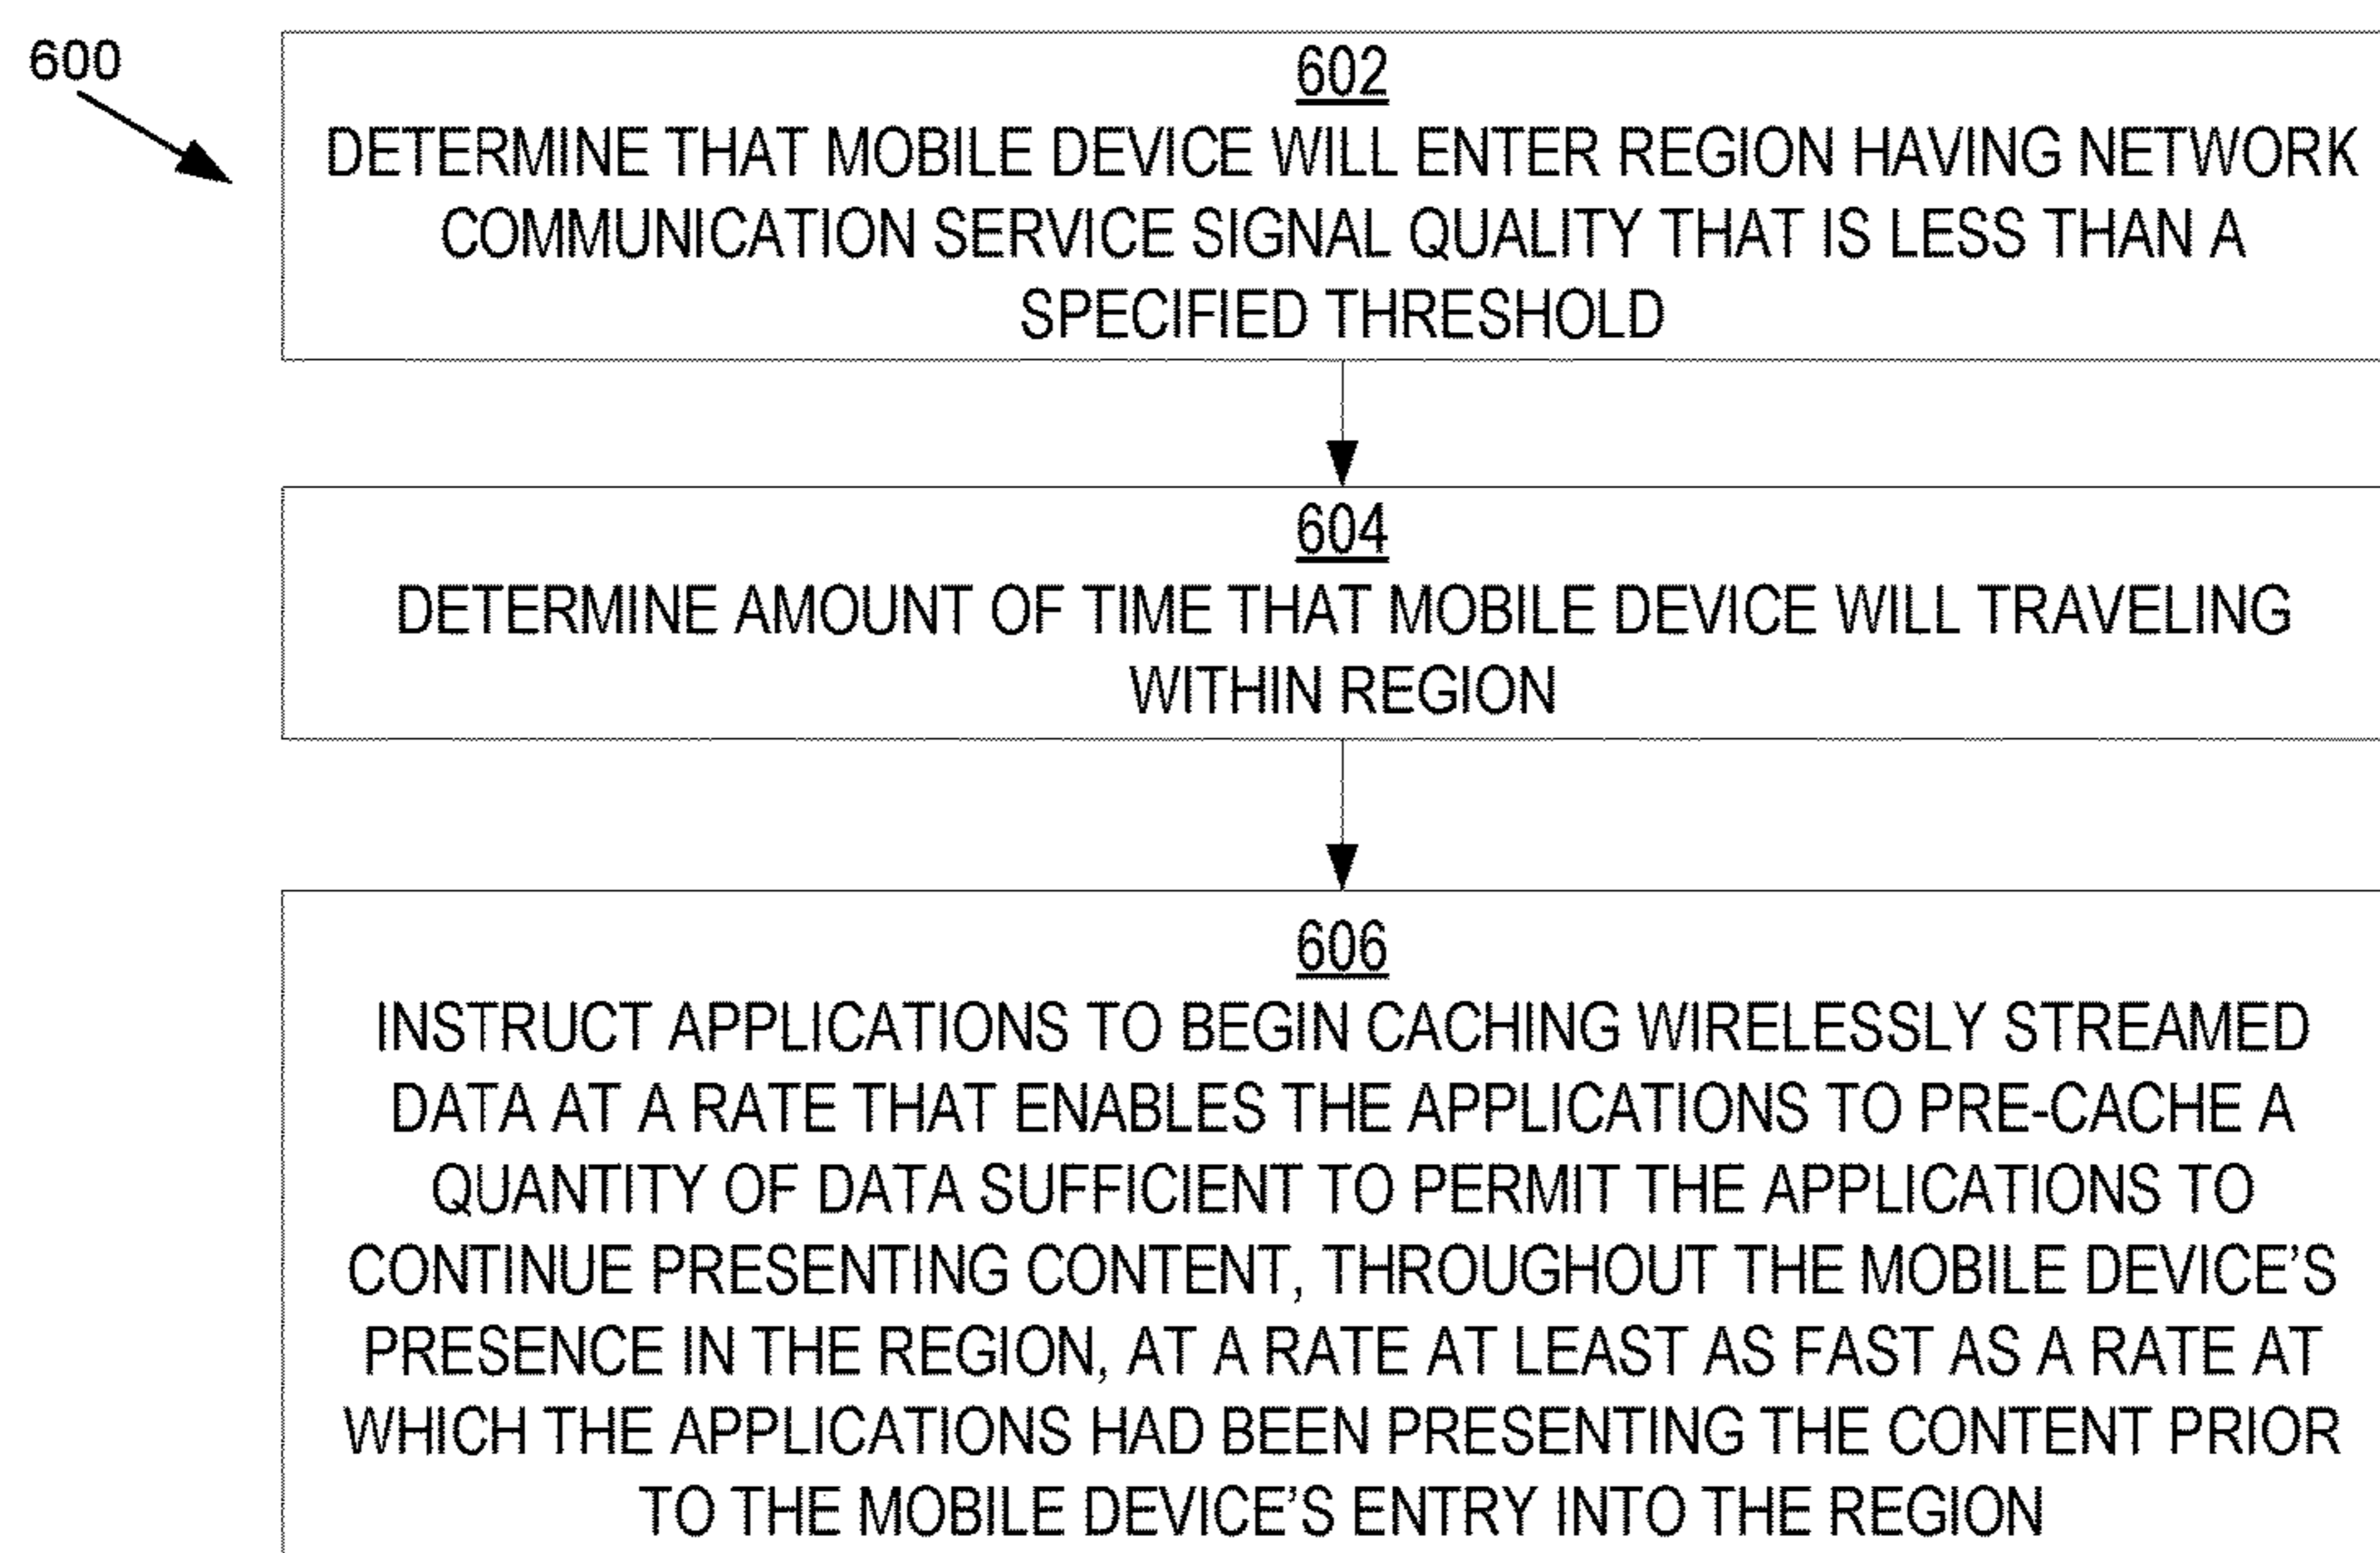 600
602
DETERMINE THAT MOBILE DEVICE WILL ENTER REGION HAVING NETWORK
COMMUNICATION SERVICE SIGNAL QUALITY THAT IS LESS THAN A
SPECIFIED THRESHOLD
604
DETERMINE AMOUNT OF TIME THAT MOBILE DEVICE WILL TRAVELING
WITHIN REGION
606
INSTRUCT APPLICATIONS TO BEGIN CACHING WIRELESSLY STREAMED
DATA AT A RATE THAT ENABLES THE APPLICATIONS TO PRE-CACHE A
QUANTITY OF DATA SUFFICIENT TO PERMIT THE APPLICATIONS TO
CONTINUE PRESENTING CONTENT, THROUGHOUT THE MOBILE DEVICE’S
PRESENCE IN THE REGION, AT A RATE AT LEAST AS FAST AS A RATE AT
WHICH THE APPLICATIONS HAD BEEN PRESENTING THE CONTENT PRIOR
TO THE MOBILE DEVICE’S ENTRY INTO THE REGION